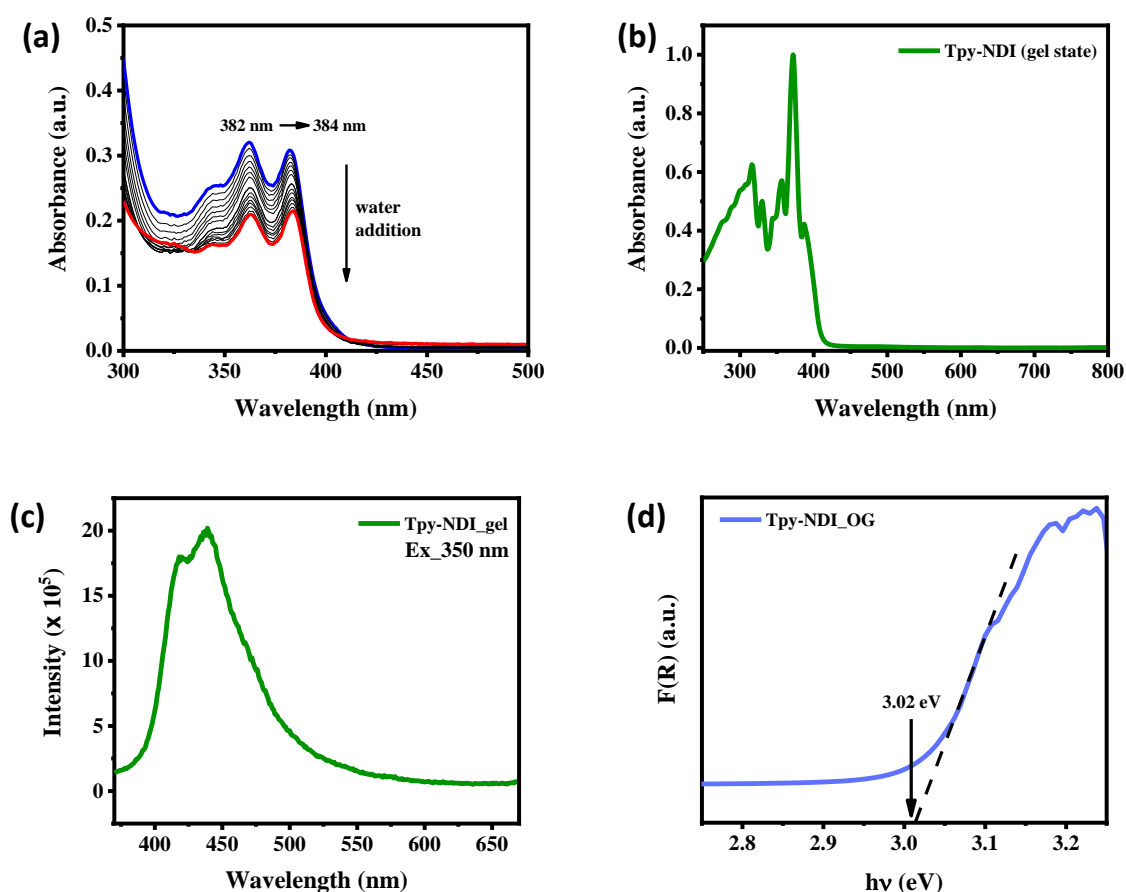 (a)
0.5
0.4
0.3
0.2
0.1
0.0
Absorbance (a.u.)
382 nm → 384 nm
water
addition
300 350 400 450 500
Wavelength (nm)
(b)
1.0
0.8
0.6
0.4
0.2
0.0
Absorbance (a.u.)
Tpy-NDI (gel state)
300 400 500 600 700 800
Wavelength (nm)
(c)
20
15
10
5
0
Intensity (x 10⁵)
Tpy-NDI_gel
Ex_350 nm
400 450 500 550 600 650
Wavelength (nm)
(d)
F(R) (a.u.)
Tpy-NDI_OG
3.02 eV
2.8 2.9 3.0 3.1 3.2
hν (eV)